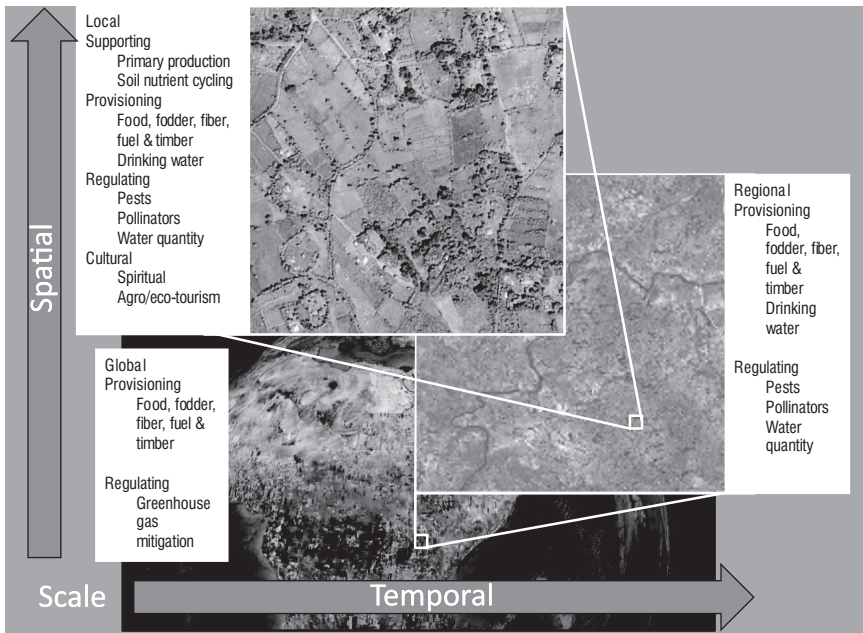 Local
Supporting
Primary production
Soil nutrient cycling
Provisioning
Food, fodder, fiber,
fuel & timber
Drinking water
Regulating
Pests
Pollinators
Water quantity
Cultural
Spiritual
Agro/eco-tourism
Regional
Provisioning
Food,
fodder, fiber,
fuel &
timber
Drinking
water
Regulating
Pests
Pollinators
Water
quantity
Global
Provisioning
Food, fodder,
fiber, fuel &
timber
Regulating
Greenhouse
gas
mitigation
Spatial
Scale
Temporal